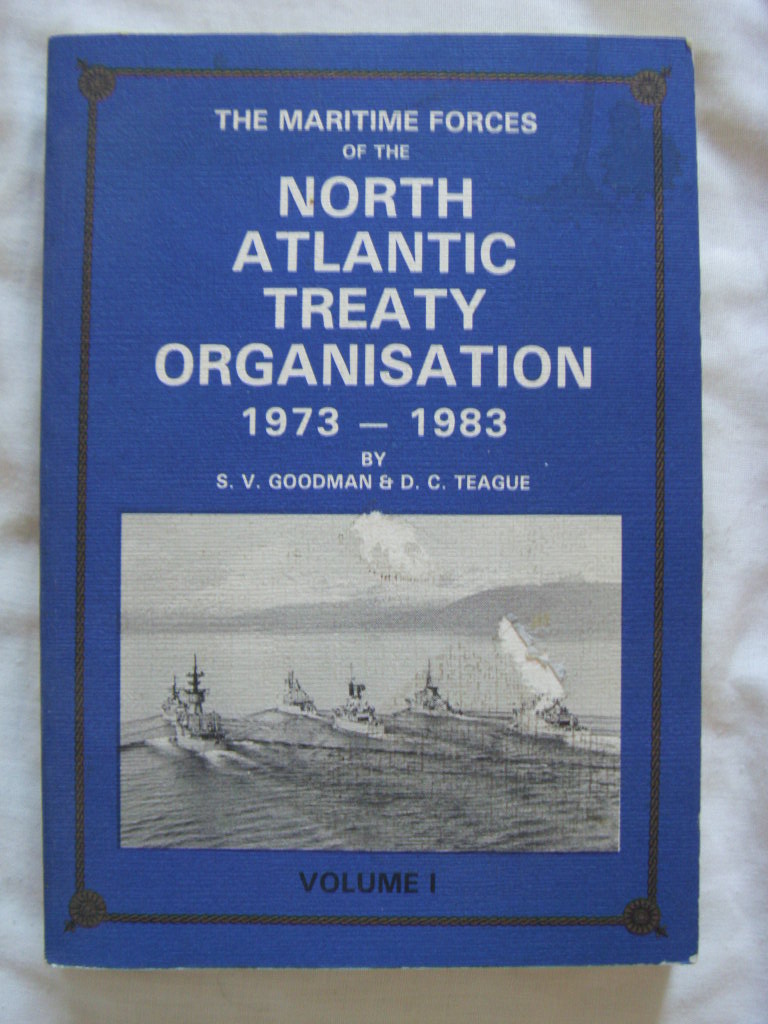 THE MARITIME FORCES
OF THE
NORTH
ATLANTIC
TREATY
ORGANISATION
1973 — 1983
BY
S. V. GOODMAN & D. C. TEAGUE
VOLUME I